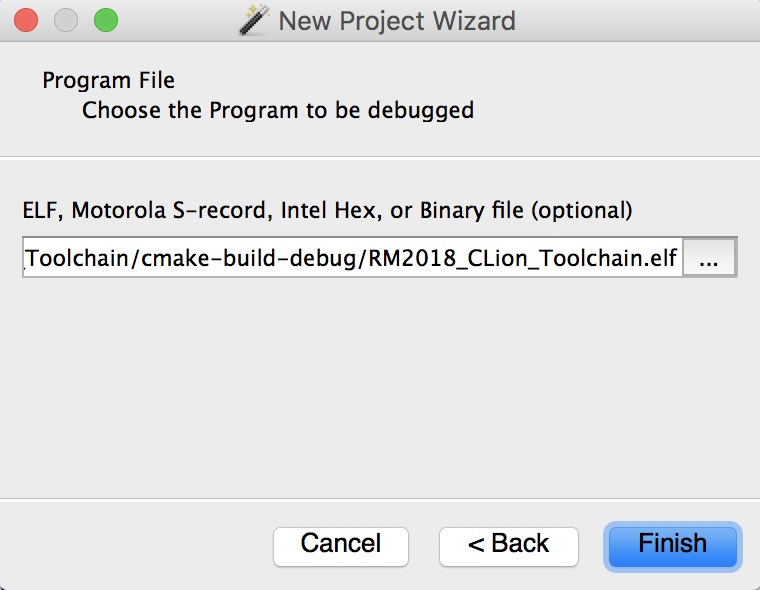 New Project Wizard
Program File
Choose the Program to be debugged
ELF, Motorola S-record, Intel Hex, or Binary file (optional)
_Toolchain/cmake-build-debug/RM2018_CLion_Toolchain.elf ...
Cancel < Back Finish